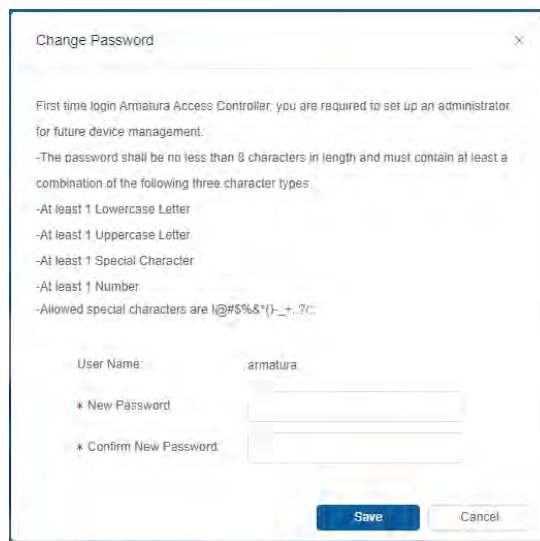 Change Password
First time login Armatura Access Controller, you are required to set up an administrator
for future device management.
-The password shall be no less than 8 characters in length and must contain at least a
combination of the following three character types
-At least 1 Lowercase Letter
-At least 1 Uppercase Letter
-At least 1 Special Character
-At least 1 Number
-Allowed special characters are
User Name: armatura
* New Password
* Confirm New Password:
Save Cancel